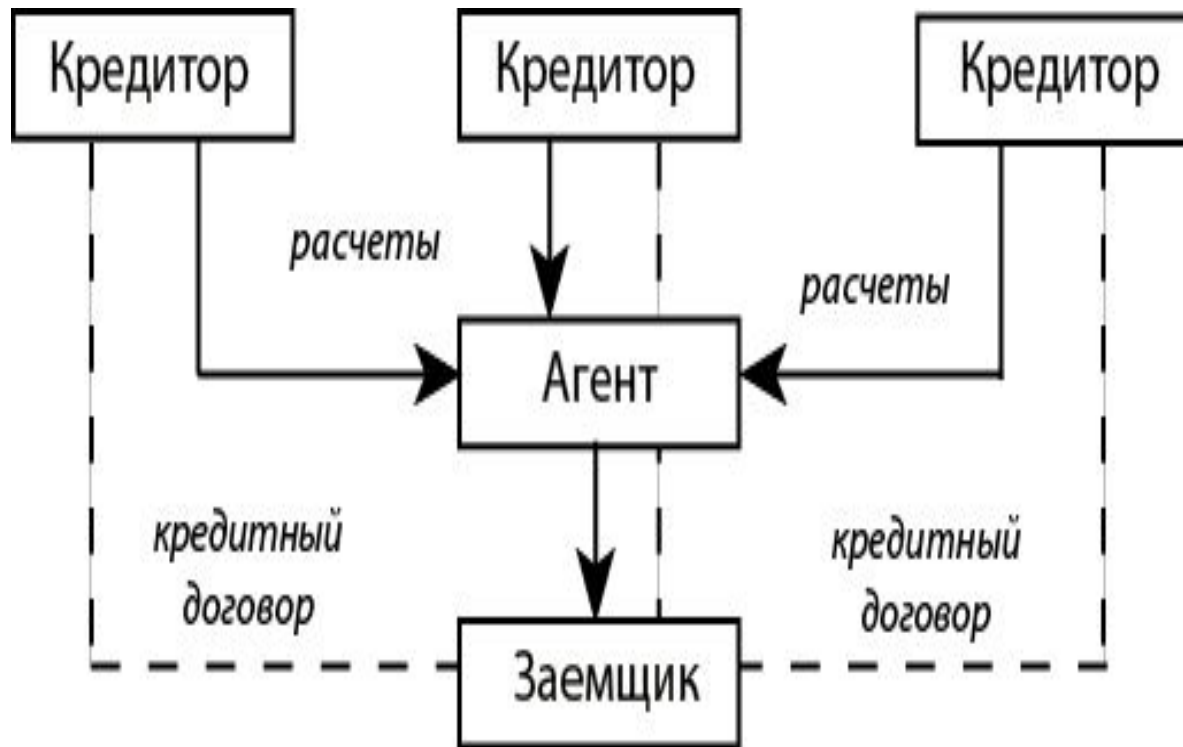 Кредитор
Кредитор
Кредитор
расчеты
расчеты
Агент
кредитный
договор
кредитный
договор
Заемщик